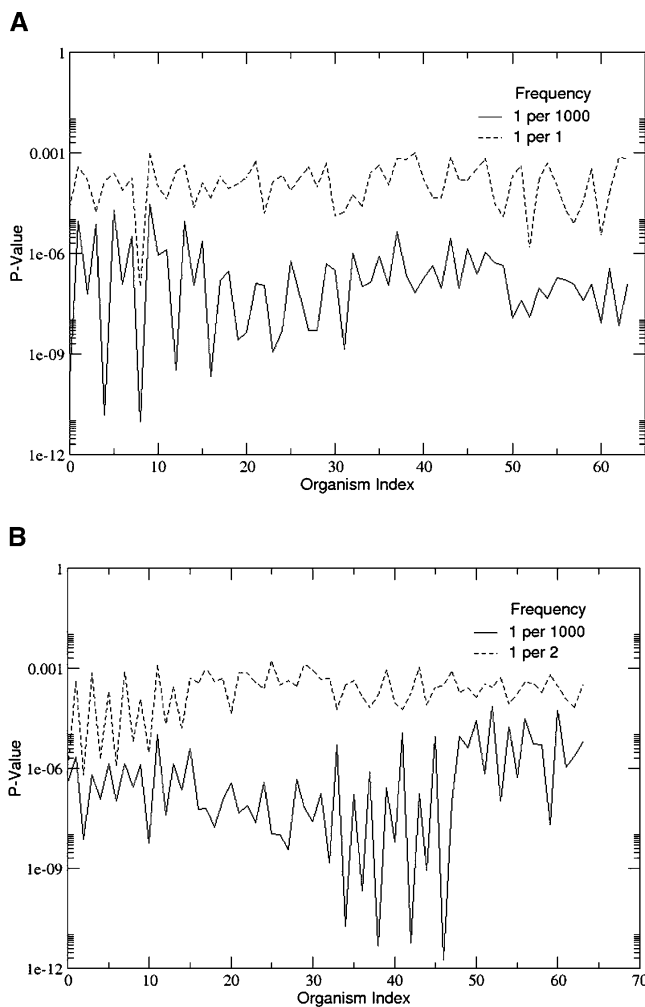 A
1
Frequency
1 per 1000
1 per 1
0.001
P-Value
1e-06
1e-09
1e-12
0 10 20 30 40 50 60
Organism Index
B
1
Frequency
1 per 1000
1 per 2
0.001
P-Value
1e-06
1e-09
1e-12
0 10 20 30 40 50 60 70
Organism Index